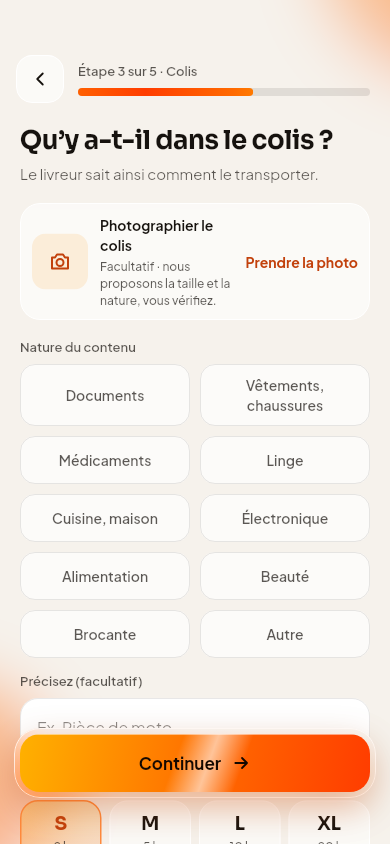 Étape 3 sur 5 · Colis
Qu’y a-t-il dans le colis ?
Le livreur sait ainsi comment le transporter.
Photographier le
colis
Facultatif · nous
proposons la taille et la
nature, vous vérifiez.
Prendre la photo
Nature du contenu
Documents
Vêtements,
chaussures
Médicaments
Linge
Cuisine, maison
Électronique
Alimentation
Beauté
Brocante
Autre
Précisez (facultatif)
Ex. Pièce de moto
Continuer
S
M
L
XL